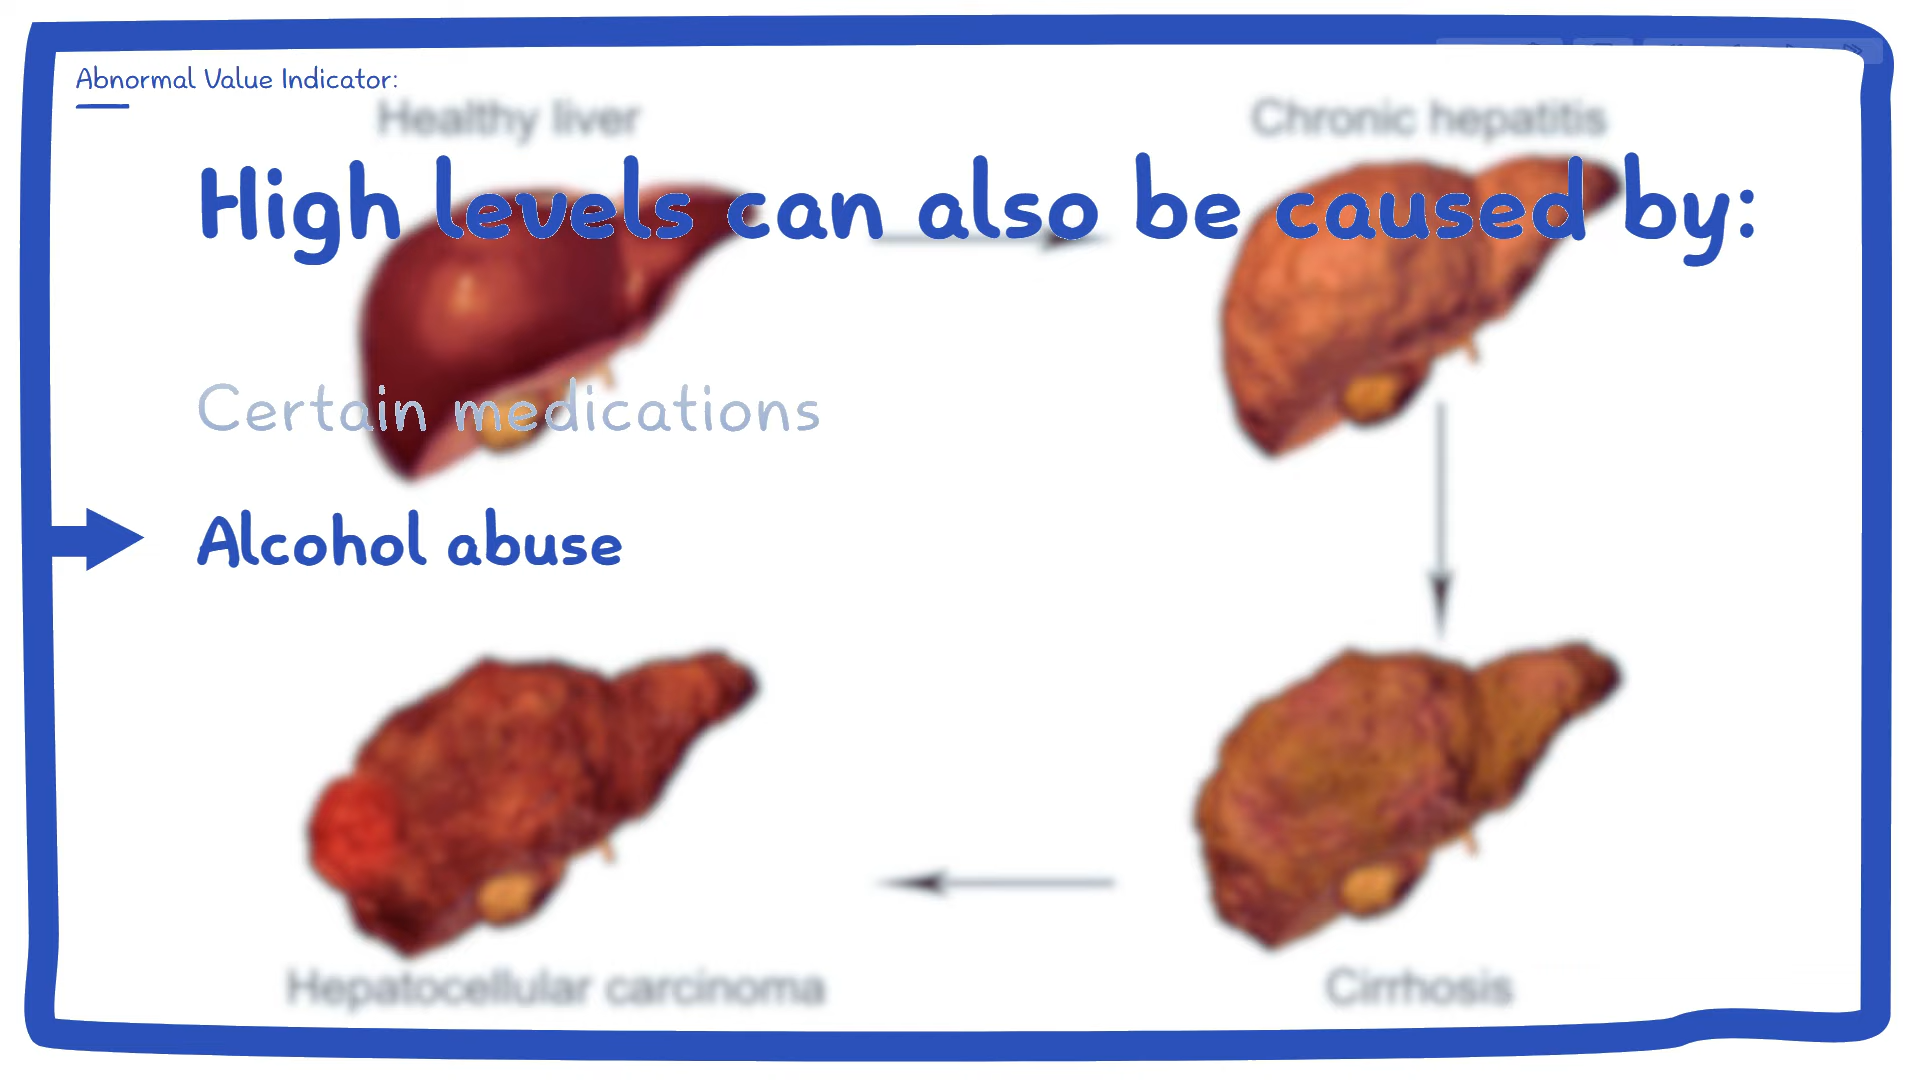 Abnormal Value Indicator:
Healthy liver
Chronic hepatitis
High levels can also be caused by:
Certain medications
Alcohol abuse
Hepatocellular carcinoma
Cirrhosis